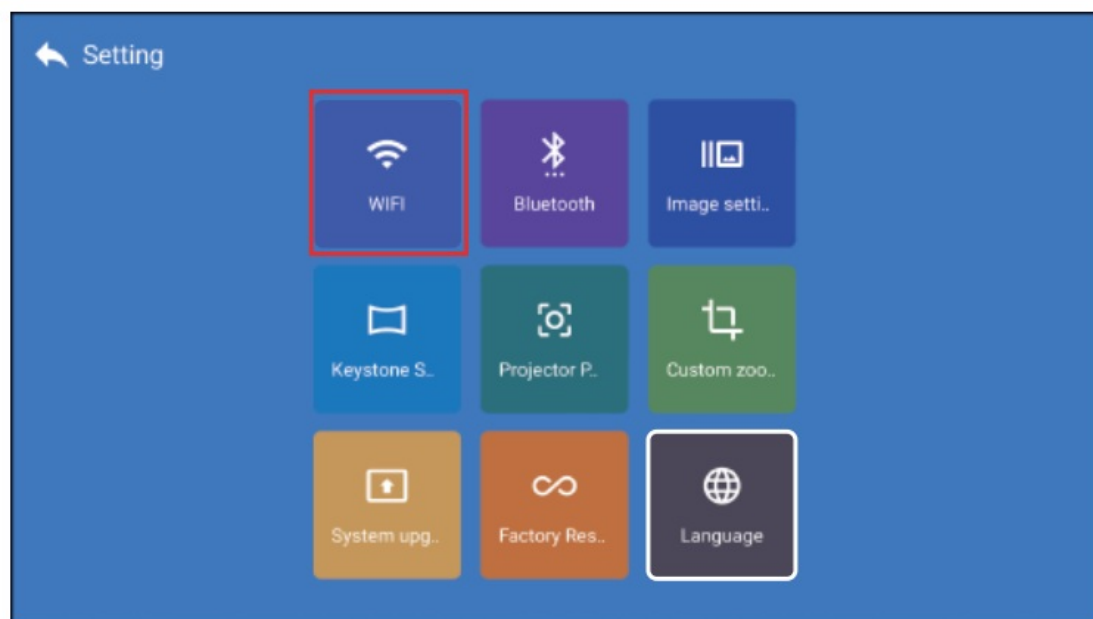 Setting
WIFI
Bluetooth
Image setti..
Keystone S..
Projector P..
Custom zoo..
System upg..
Factory Res..
Language